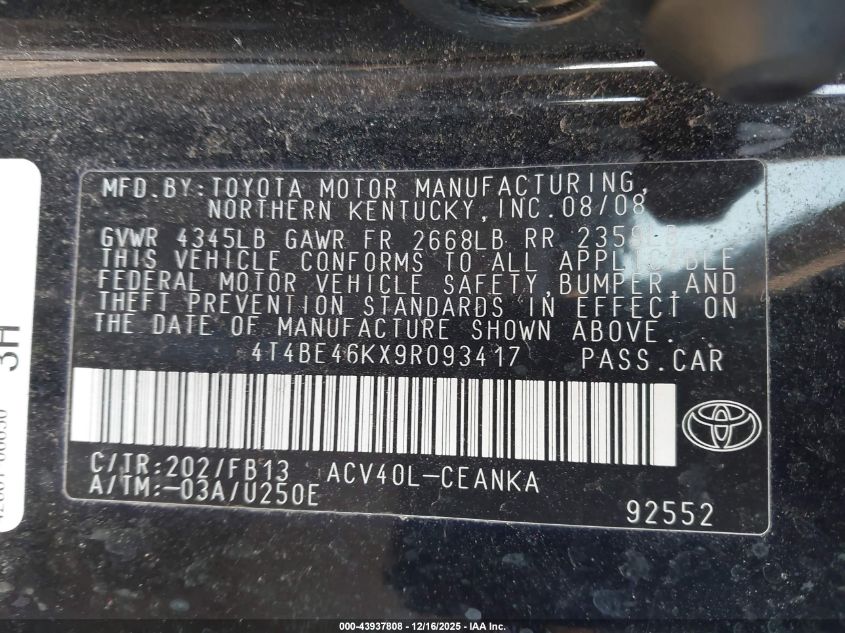 MFD.BY:TOYOTA MOTOR MANUFACTURING,
NORTHERN KENTUCKY,INC.08/08
GVWR 4345LB GAWR FR 2668LB RR
THIS VEHICLE CONFORMS TO ALL APPLICABLE
FEDERAL MOTOR VEHICLE SAFETY,BUMPER,AND
THEFT PREVENTION STANDARDS IN EFFECT ON
THE DATE OF MANUFACTURE SHOWN ABOVE.
4T4BE46KX9R093417 PASS.CAR
C/TR:202/FB13 ACV40L-CEANKA
A/TM:-03A/U250E
92552
3H
000-43937808 - 12/16/2025 - IAA Inc.